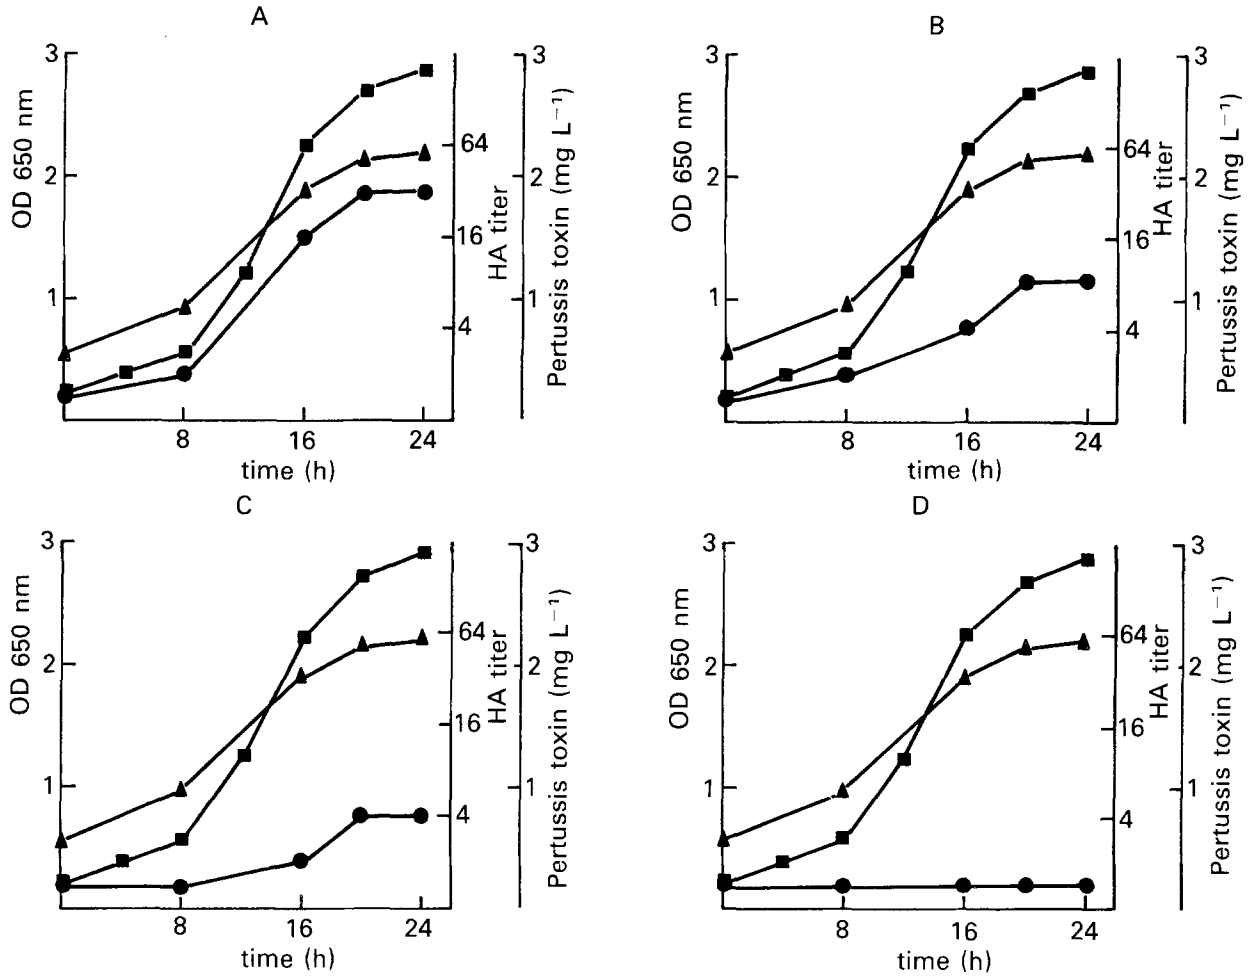 A
3
2
1
OD 650 nm
64
16
4
HA titer
3
2
1
Pertussis toxin (mg L⁻¹)
8 16 24
time (h)
B
3
2
1
OD 650 nm
64
16
4
HA titer
3
2
1
Pertussis toxin (mg L⁻¹)
8 16 24
time (h)
C
3
2
1
OD 650 nm
64
16
4
HA titer
3
2
1
Pertussis toxin (mg L⁻¹)
8 16 24
time (h)
D
3
2
1
OD 650 nm
64
16
4
HA titer
3
2
1
Pertussis toxin (mg L⁻¹)
8 16 24
time (h)